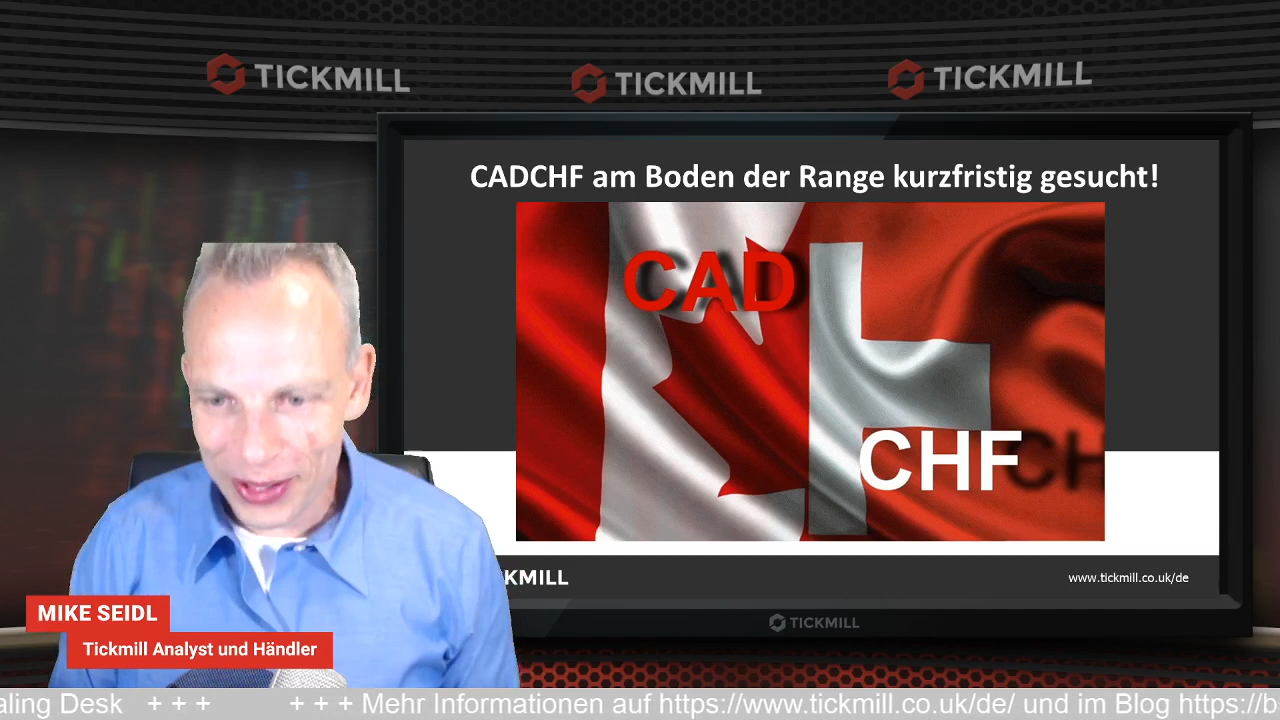 TICKMILL
TICKMILL
TICKMILL
CADCHF am Boden der Range kurzfristig gesucht!
CAD
CHF
CH
KMILL
www.tickmill.co.uk/de
TICKMILL
MIKE SEIDL
Tickmill Analyst und Händler
aling Desk + + + + + + Mehr Informationen auf https://www.tickmill.co.uk/de/ und im Blog https://b